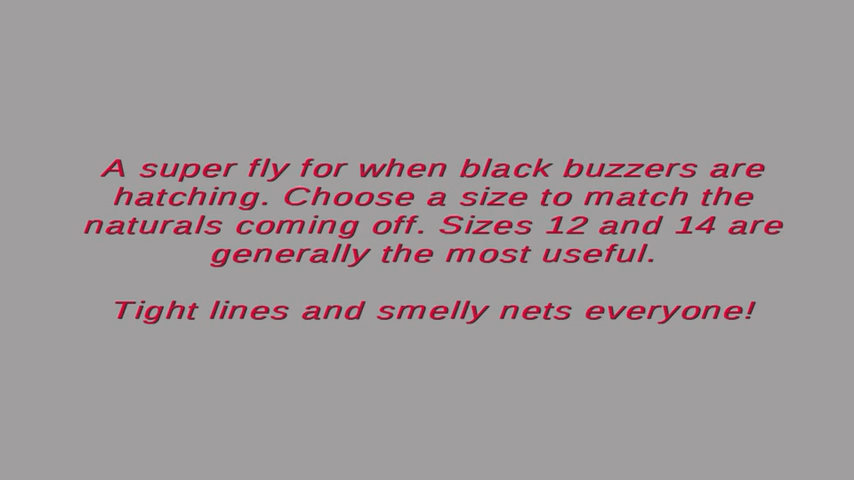 A super fly for when black buzzers are
hatching. Choose a size to match the
naturals coming off. Sizes 12 and 14 are
generally the most useful.
Tight lines and smelly nets everyone!